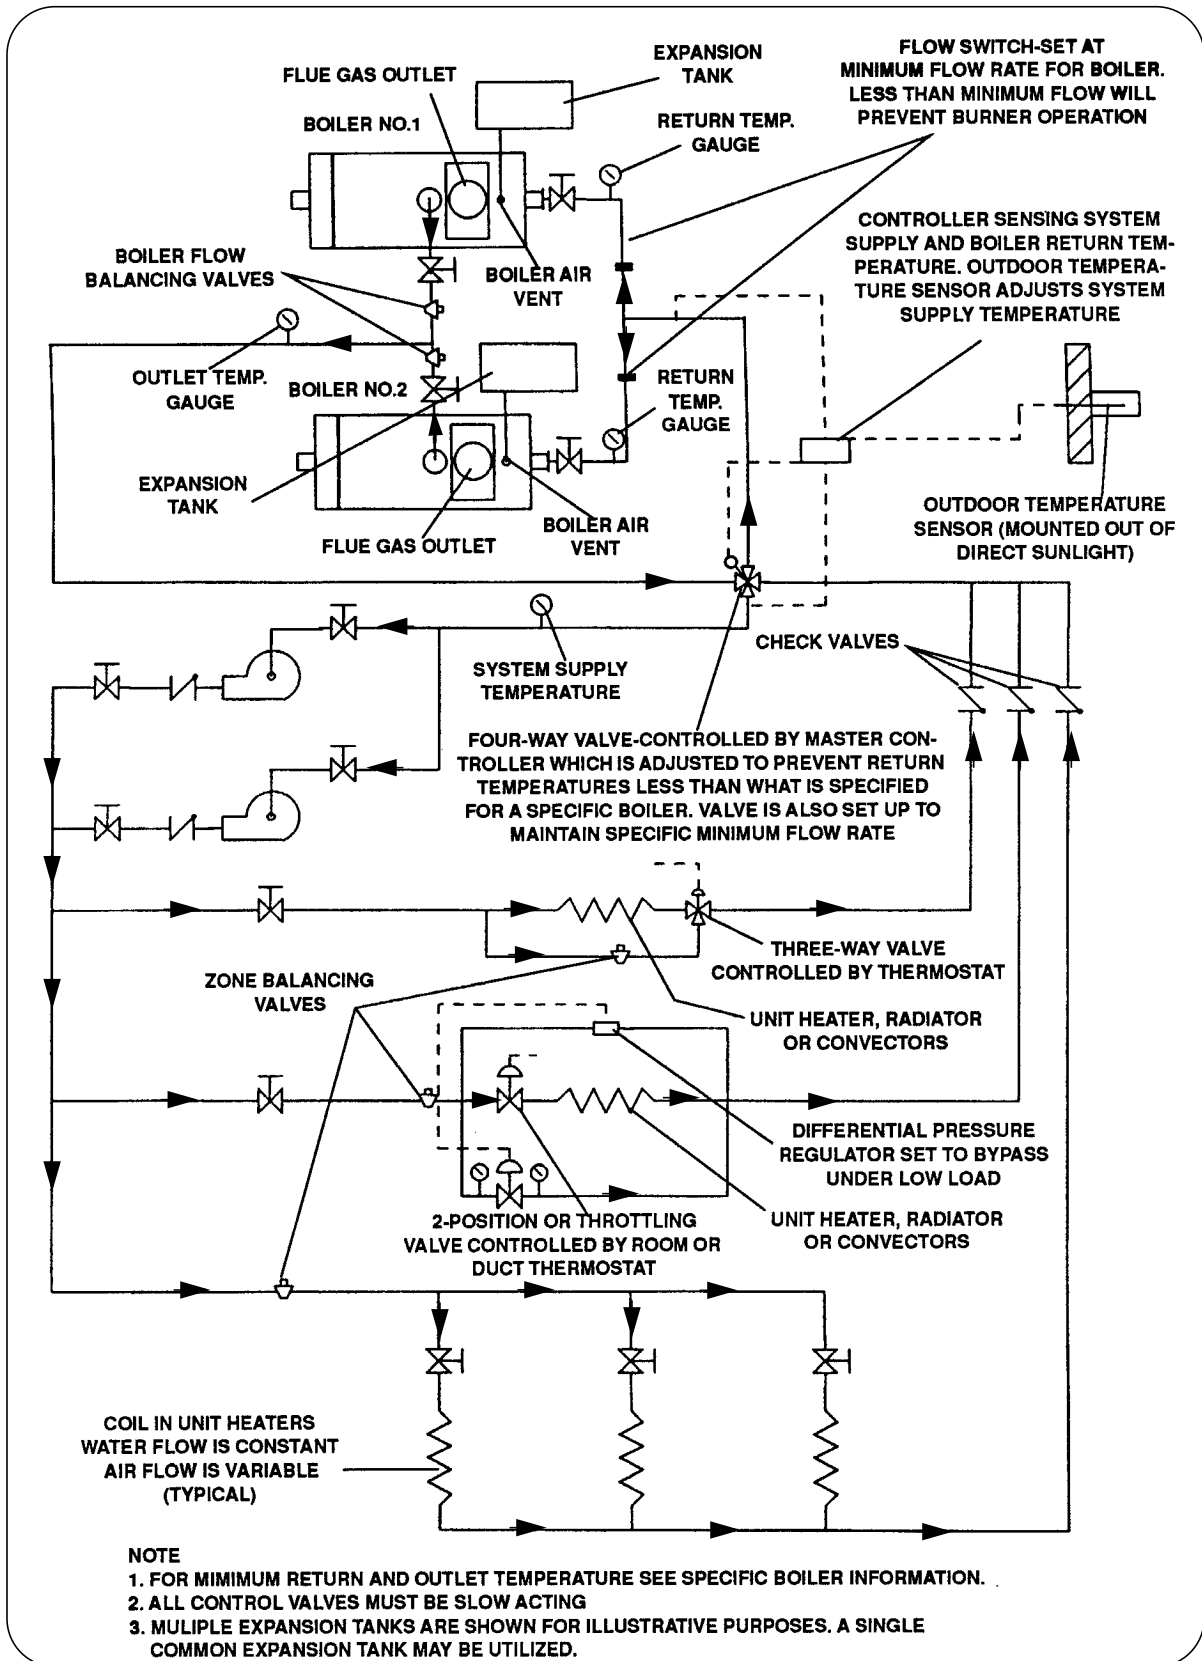 FLUE GAS OUTLET
EXPANSION
TANK
FLOW SWITCH-SET AT
MINIMUM FLOW RATE FOR BOILER.
LESS THAN MINIMUM FLOW WILL
PREVENT BURNER OPERATION
BOILER NO.1
RETURN TEMP.
GAUGE
CONTROLLER SENSING SYSTEM
SUPPLY AND BOILER RETURN TEM-
PERATURE. OUTDOOR TEMPERA-
TURE SENSOR ADJUSTS SYSTEM
SUPPLY TEMPERATURE
BOILER FLOW
BALANCING VALVES
BOILER AIR
VENT
OUTLET TEMP.
GAUGE
BOILER NO.2
RETURN
TEMP.
GAUGE
EXPANSION
TANK
FLUE GAS OUTLET
BOILER AIR
VENT
OUTDOOR TEMPERATURE
SENSOR (MOUNTED OUT OF
DIRECT SUNLIGHT)
SYSTEM SUPPLY
TEMPERATURE
CHECK VALVES
FOUR-WAY VALVE-CONTROLLED BY MASTER CON-
TROLLER WHICH IS ADJUSTED TO PREVENT RETURN
TEMPERATURES LESS THAN WHAT IS SPECIFIED
FOR A SPECIFIC BOILER. VALVE IS ALSO SET UP TO
MAINTAIN SPECIFIC MINIMUM FLOW RATE
THREE-WAY VALVE
CONTROLLED BY THERMOSTAT
ZONE BALANCING
VALVES
UNIT HEATER, RADIATOR
OR CONVECTORS
DIFFERENTIAL PRESSURE
REGULATOR SET TO BYPASS
UNDER LOW LOAD
2-POSITION OR THROTTLING
VALVE CONTROLLED BY ROOM OR
DUCT THERMOSTAT
UNIT HEATER, RADIATOR
OR CONVECTORS
COIL IN UNIT HEATERS
WATER FLOW IS CONSTANT
AIR FLOW IS VARIABLE
(TYPICAL)
NOTE
1. FOR MIMIMUM RETURN AND OUTLET TEMPERATURE SEE SPECIFIC BOILER INFORMATION.
2. ALL CONTROL VALVES MUST BE SLOW ACTING
3. MULIPLE EXPANSION TANKS ARE SHOWN FOR ILLUSTRATIVE PURPOSES. A SINGLE
COMMON EXPANSION TANK MAY BE UTILIZED.